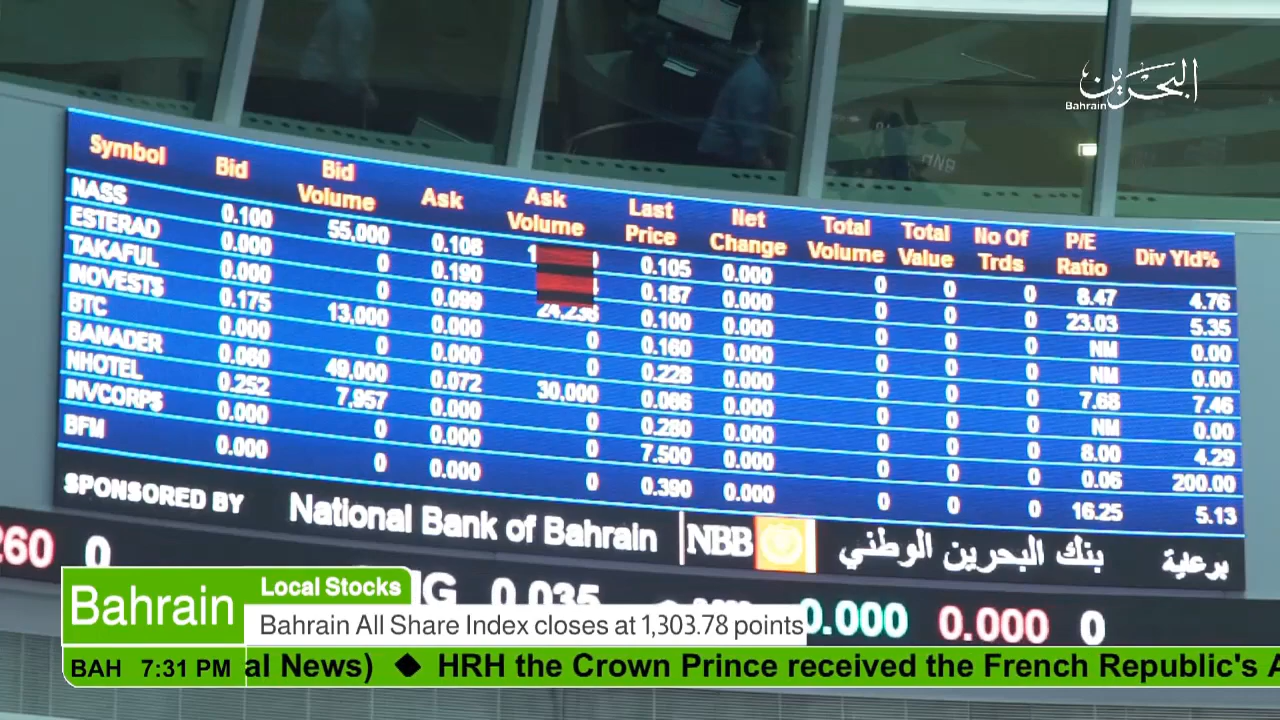 البحرين
Bahrain
Symbol Bid Bid Volume Ask Ask Volume Last Price Net Change Total Volume Total Value No Of Trds P/E Ratio Div Yld%
NASS 0.100 55,000 0.106 0.105 0.000 0 0 0 8.47 4.76
ESTERAD 0.000 0 0.190 0.187 0.000 0 0 0 23.03 5.35
TAKAFUL 0.000 0 0.099 24,236 0.100 0.000 0 0 0 NM 0.00
INOVEST$ 0.175 13,000 0.000 0 0.160 0.000 0 0 0 NM 0.00
BTC 0.000 0 0.000 0 0.228 0.000 0 0 0 7.68 7.46
BANADER 0.060 49,000 0.072 30,000 0.066 0.000 0 0 0 NM 0.00
NHOTEL 0.252 7,957 0.000 0 0.280 0.000 0 0 0 8.00 4.29
INVCORP$ 0.000 0 0.000 0 7.500 0.000 0 0 0 0.06 200.00
BFM 0.000 0 0.000 0 0.390 0.000 0 0 0 16.25 5.13
SPONSORED BY National Bank of Bahrain NBB بنك البحرين الوطني برعاية
260 0 0.035 0.000 0.000 0
Bahrain
Local Stocks
Bahrain All Share Index closes at 1,303.78 points
BAH 7:31 PM al News) ◆ HRH the Crown Prince received the French Republic's A